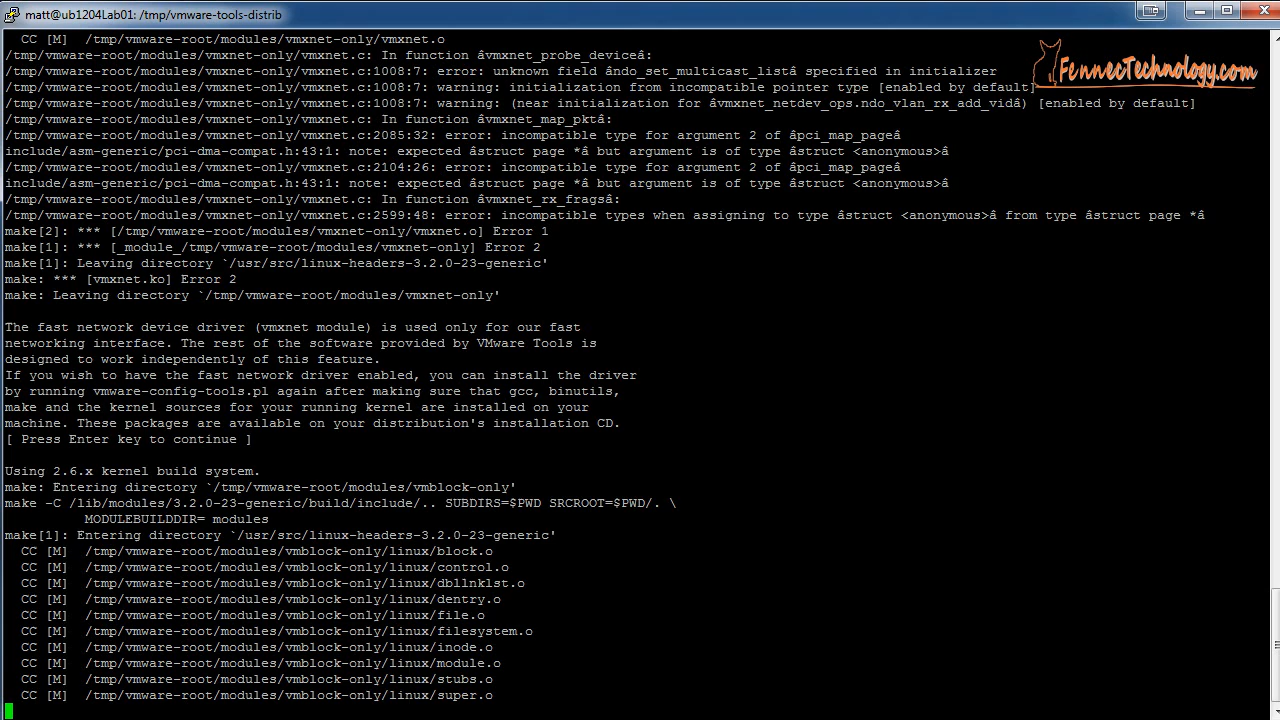 matt@ub1204Lab01: /tmp/vmware-tools-distrib
FennecTechnology.com
CC [M]  /tmp/vmware-root/modules/vmxnet-only/vmxnet.o
/tmp/vmware-root/modules/vmxnet-only/vmxnet.c: In function âvmxnet_probe_deviceâ:
/tmp/vmware-root/modules/vmxnet-only/vmxnet.c:1008:7: error: unknown field ândo_set_multicast_listâ specified in initializer
/tmp/vmware-root/modules/vmxnet-only/vmxnet.c:1008:7: warning: initialization from incompatible pointer type [enabled by default]
/tmp/vmware-root/modules/vmxnet-only/vmxnet.c:1008:7: warning: (near initialization for âvmxnet_netdev_ops.ndo_vlan_rx_add_vidâ) [enabled by default]
/tmp/vmware-root/modules/vmxnet-only/vmxnet.c: In function âvmxnet_map_pktâ:
/tmp/vmware-root/modules/vmxnet-only/vmxnet.c:2085:32: error: incompatible type for argument 2 of âpci_map_pageâ
include/asm-generic/pci-dma-compat.h:43:1: note: expected âstruct page *â but argument is of type âstruct <anonymous>â
/tmp/vmware-root/modules/vmxnet-only/vmxnet.c:2104:26: error: incompatible type for argument 2 of âpci_map_pageâ
include/asm-generic/pci-dma-compat.h:43:1: note: expected âstruct page *â but argument is of type âstruct <anonymous>â
/tmp/vmware-root/modules/vmxnet-only/vmxnet.c: In function âvmxnet_rx_fragsâ:
/tmp/vmware-root/modules/vmxnet-only/vmxnet.c:2599:48: error: incompatible types when assigning to type âstruct <anonymous>â from type âstruct page *â
make[2]: *** [/tmp/vmware-root/modules/vmxnet-only/vmxnet.o] Error 1
make[1]: *** [_module_/tmp/vmware-root/modules/vmxnet-only] Error 2
make[1]: Leaving directory `/usr/src/linux-headers-3.2.0-23-generic'
make: *** [vmxnet.ko] Error 2
make: Leaving directory `/tmp/vmware-root/modules/vmxnet-only'
The fast network device driver (vmxnet module) is used only for our fast
networking interface. The rest of the software provided by VMware Tools is
designed to work independently of this feature.
If you wish to have the fast network driver enabled, you can install the driver
by running vmware-config-tools.pl again after making sure that gcc, binutils,
make and the kernel sources for your running kernel are installed on your
machine. These packages are available on your distribution's installation CD.
[ Press Enter key to continue ]
Using 2.6.x kernel build system.
make: Entering directory `/tmp/vmware-root/modules/vmblock-only'
make -C /lib/modules/3.2.0-23-generic/build/include/.. SUBDIRS=$PWD SRCROOT=$PWD/. \
MODULEBUILDDIR= modules
make[1]: Entering directory `/usr/src/linux-headers-3.2.0-23-generic'
CC [M]  /tmp/vmware-root/modules/vmblock-only/linux/block.o
CC [M]  /tmp/vmware-root/modules/vmblock-only/linux/control.o
CC [M]  /tmp/vmware-root/modules/vmblock-only/linux/dbllnklst.o
CC [M]  /tmp/vmware-root/modules/vmblock-only/linux/dentry.o
CC [M]  /tmp/vmware-root/modules/vmblock-only/linux/file.o
CC [M]  /tmp/vmware-root/modules/vmblock-only/linux/filesystem.o
CC [M]  /tmp/vmware-root/modules/vmblock-only/linux/inode.o
CC [M]  /tmp/vmware-root/modules/vmblock-only/linux/module.o
CC [M]  /tmp/vmware-root/modules/vmblock-only/linux/stubs.o
CC [M]  /tmp/vmware-root/modules/vmblock-only/linux/super.o